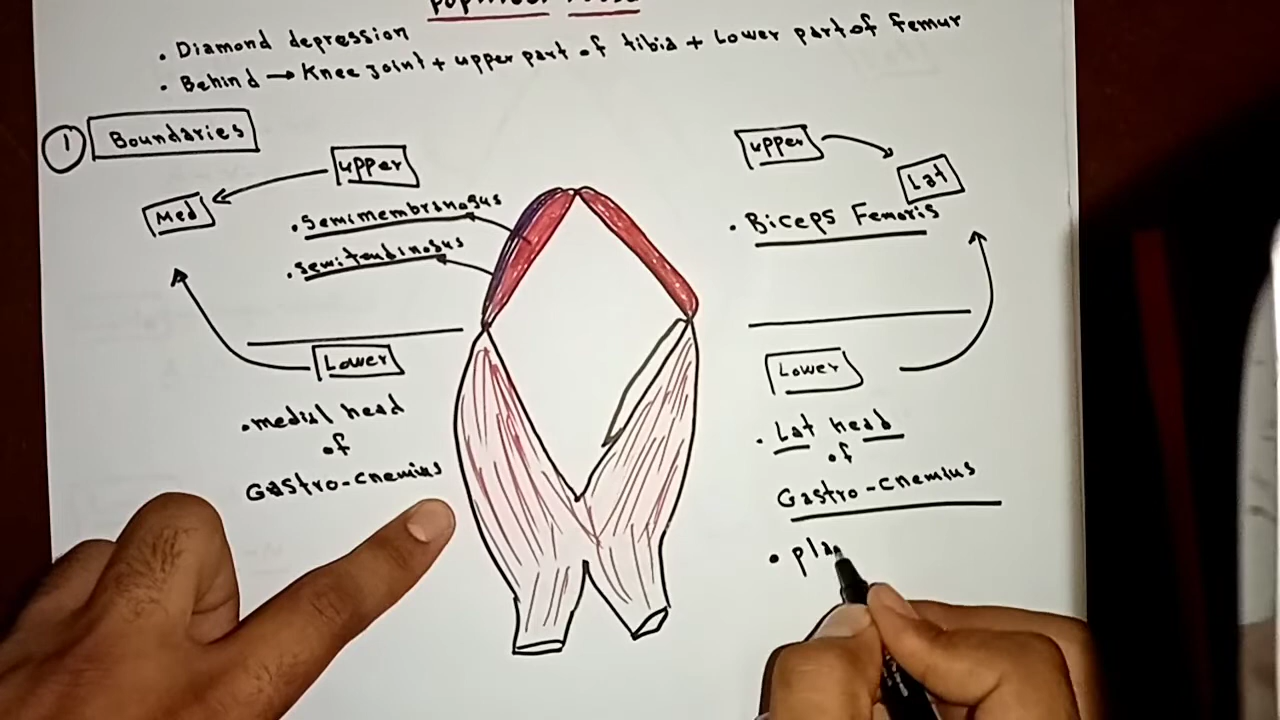 • Diamond depression
• Behind → Knee joint + upper part of tibia + Lower part of Femur
1 Boundaries
upper
Med
• Semimembrinosus
• semitendinosus
Lower
• medial head
of
Gastro-cnemius
upper
Lat
• Biceps Femoris
Lower
• Lat head
of
Gastro-cnemius
• pla